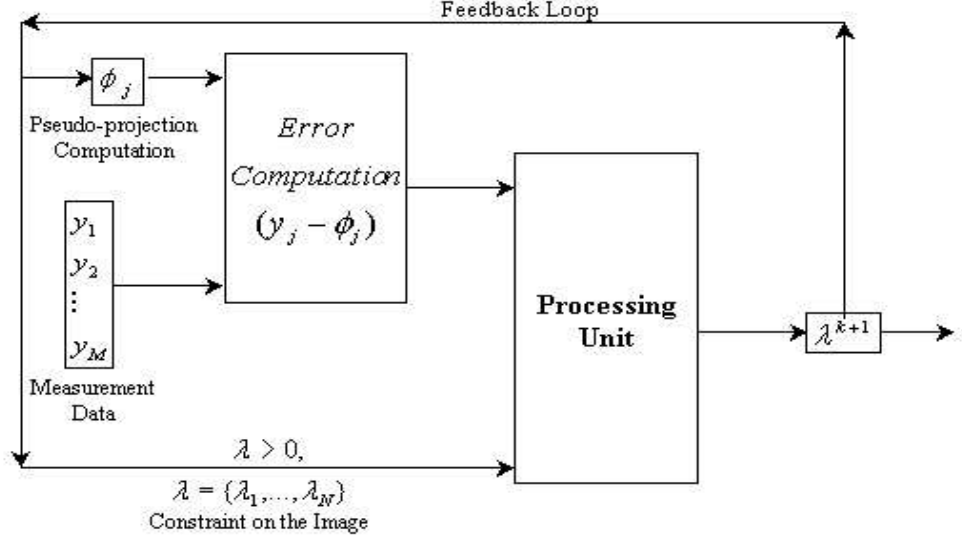 Feedback Loop
ϕ_j
Pseudo-projection
Computation
Error
Computation
(y_j − ϕ_j)
y_1
y_2
⋮
y_M
Measurement
Data
Processing
Unit
λ^{k+1}
λ > 0,
λ = {λ_1,...,λ_N}
Constraint on the Image